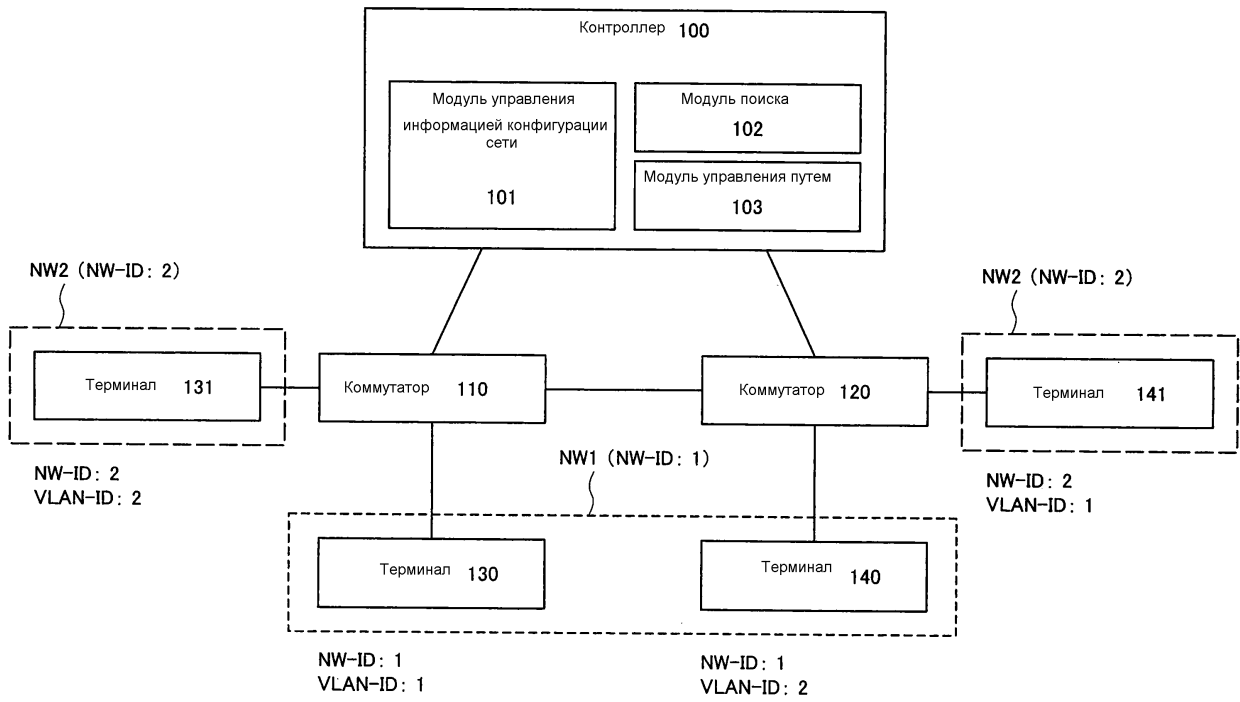 Контроллер 100
Модуль управления
информацией конфигурации
сети
101
Модуль поиска
102
Модуль управления путем
103
NW2 (NW-ID: 2)
NW2 (NW-ID: 2)
Терминал 131
Коммутатор 110
Коммутатор 120
Терминал 141
NW-ID: 2
VLAN-ID: 2
NW1 (NW-ID: 1)
NW-ID: 2
VLAN-ID: 1
Терминал 130
Терминал 140
NW-ID: 1
VLAN-ID: 1
NW-ID: 1
VLAN-ID: 2